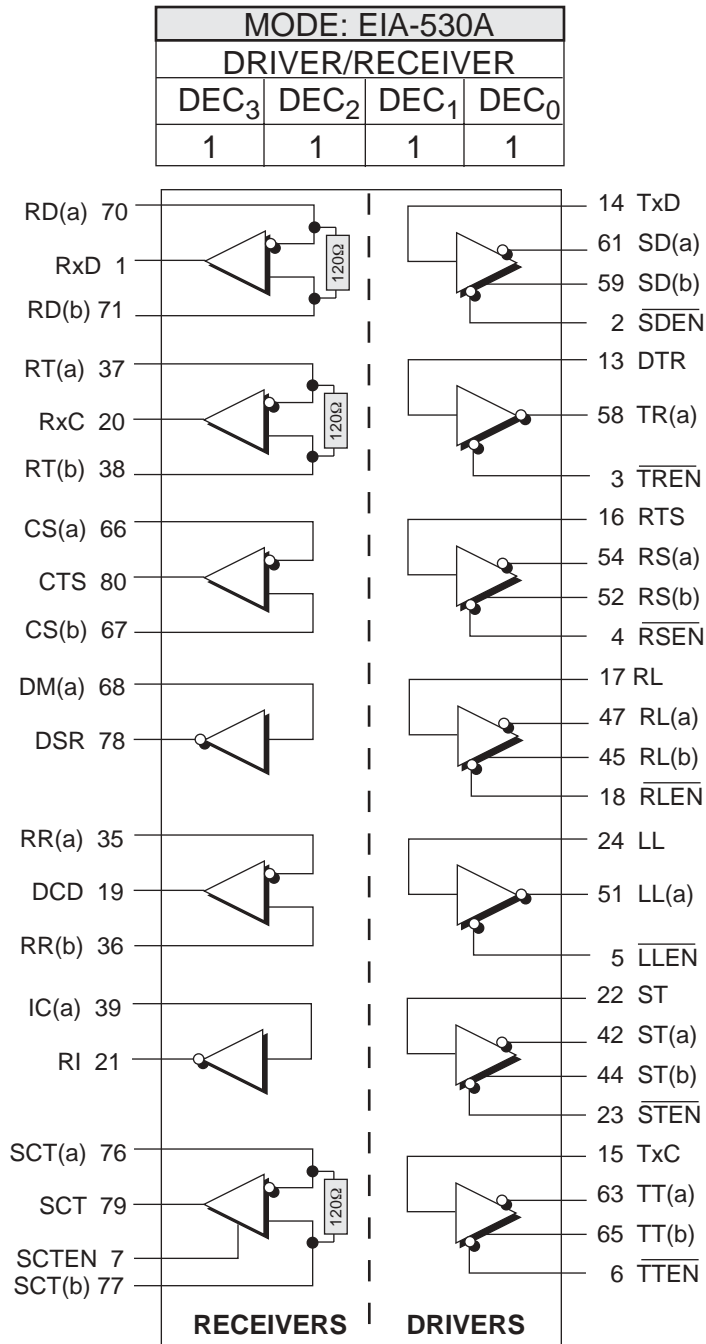 MODE: EIA-530A
DRIVER/RECEIVER
DEC3 DEC2 DEC1 DEC0
1 1 1 1
RD(a) 70
RxD 1
RD(b) 71
120Ω
RT(a) 37
RxC 20
RT(b) 38
120Ω
CS(a) 66
CTS 80
CS(b) 67
DM(a) 68
DSR 78
RR(a) 35
DCD 19
RR(b) 36
IC(a) 39
RI 21
SCT(a) 76
SCT 79
SCTEN 7
SCT(b) 77
120Ω
RECEIVERS
14 TxD
61 SD(a)
59 SD(b)
2 SDEN
13 DTR
58 TR(a)
3 TREN
16 RTS
54 RS(a)
52 RS(b)
4 RSEN
17 RL
47 RL(a)
45 RL(b)
18 RLEN
24 LL
51 LL(a)
5 LLEN
22 ST
42 ST(a)
44 ST(b)
23 STEN
15 TxC
63 TT(a)
65 TT(b)
6 TTEN
DRIVERS